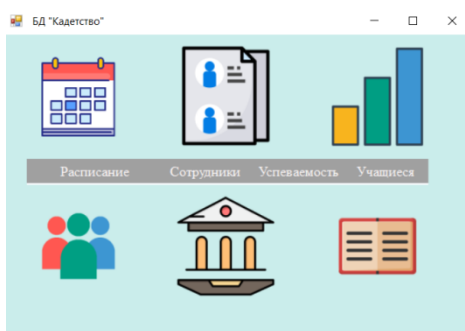 БД "Кадетство"
Расписание Сотрудники Успеваемость Учащиеся